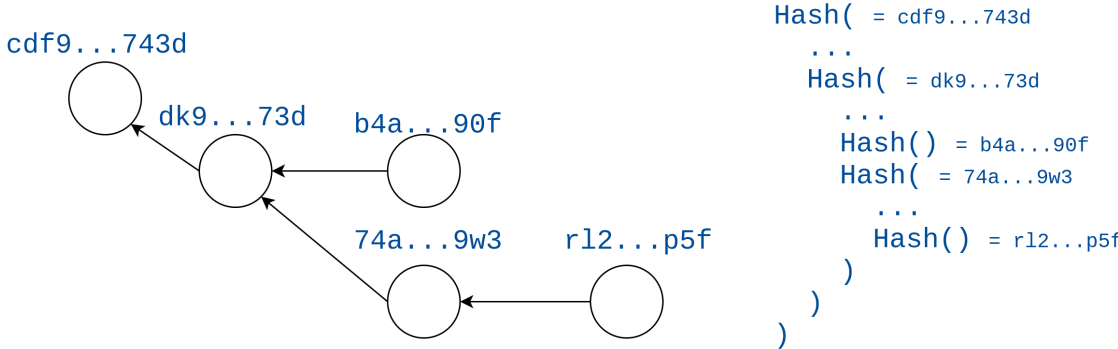 cdf9...743d
dk9...73d
b4a...90f
74a...9w3
rl2...p5f
Hash( = cdf9...743d
...
Hash( = dk9...73d
...
Hash() = b4a...90f
Hash( = 74a...9w3
...
Hash() = rl2...p5f
)
)
)